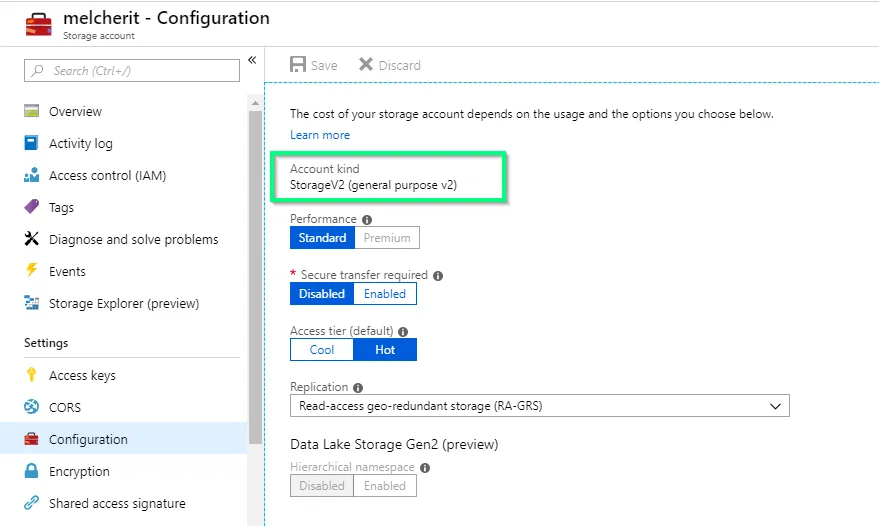 melcherit - Configuration
Storage account
Search (Ctrl+/)
«
Overview
Activity log
Access control (IAM)
Tags
Diagnose and solve problems
Events
Storage Explorer (preview)
Settings
Access keys
CORS
Configuration
Encryption
Shared access signature
Save Discard
The cost of your storage account depends on the usage and the options you choose below.
Learn more
Account kind
StorageV2 (general purpose v2)
Performance
Standard Premium
* Secure transfer required
Disabled Enabled
Access tier (default)
Cool Hot
Replication
Read-access geo-redundant storage (RA-GRS)
Data Lake Storage Gen2 (preview)
Hierarchical namespace
Disabled Enabled